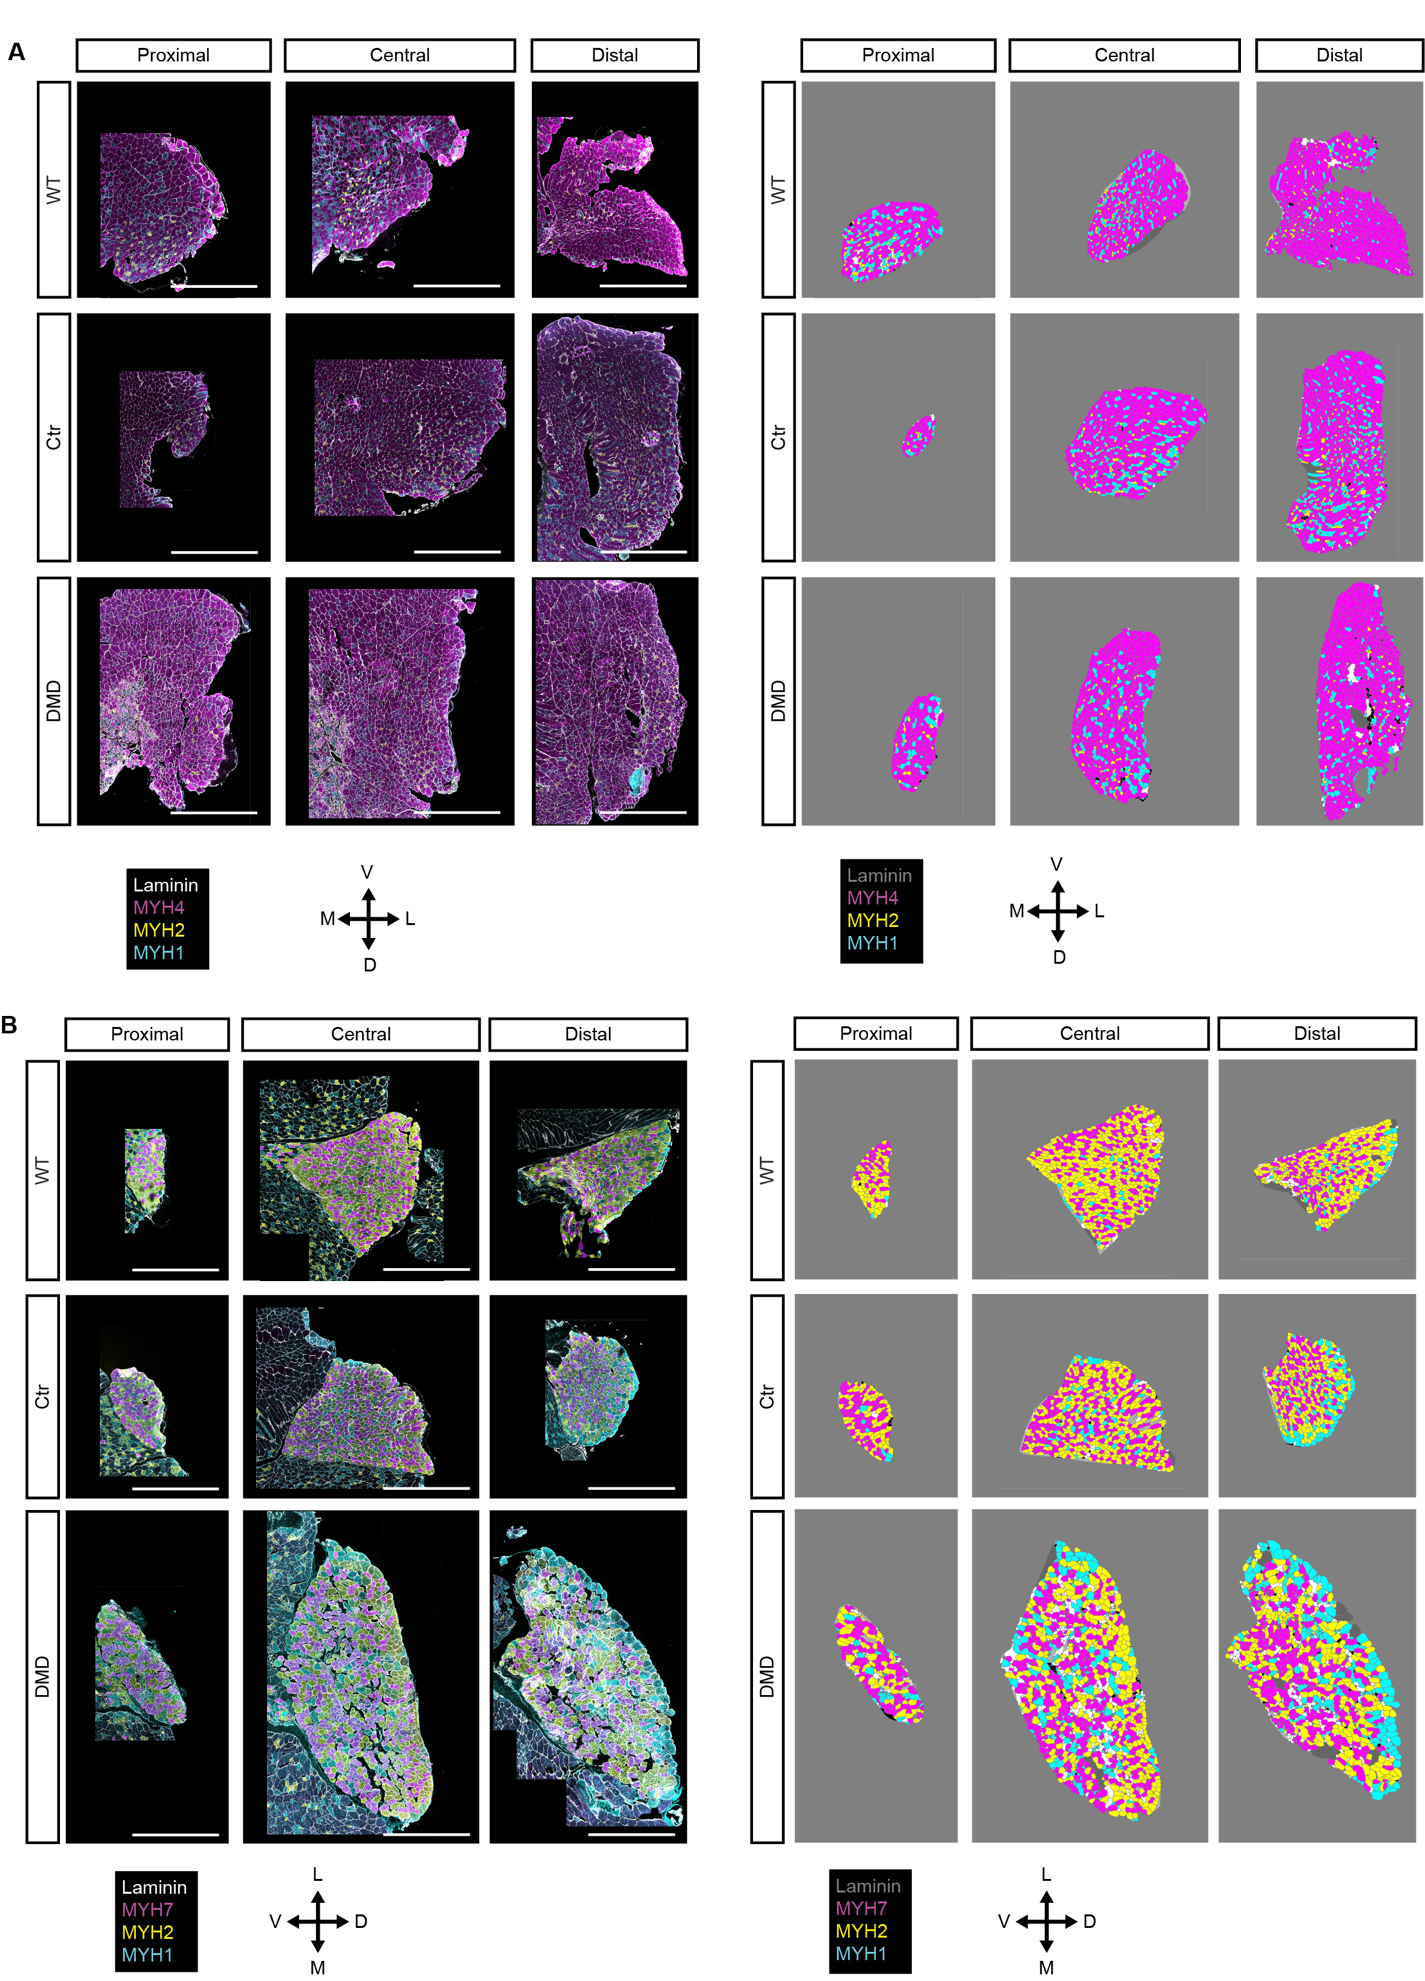 A
Proximal Central Distal Proximal Central Distal
WT WT
Ctr Ctr
DMD DMD
Laminin
MYH4
MYH2
MYH1
V
M L
D
Laminin
MYH4
MYH2
MYH1
V
M L
D
B
Proximal Central Distal Proximal Central Distal
WT WT
Ctr Ctr
DMD DMD
Laminin
MYH7
MYH2
MYH1
L
V D
M
Laminin
MYH7
MYH2
MYH1
L
V D
M